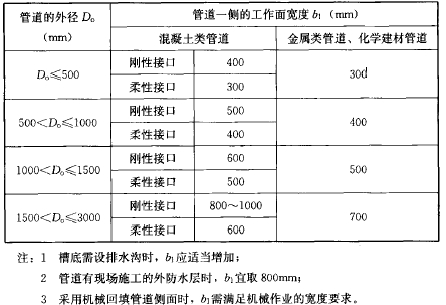 管道的外径 D₀
(mm)
管道一侧的工作面宽度 b₁ (mm)
混凝土类管道
金属类管道、化学建材管道
D₀≤500
刚性接口
400
300
柔性接口
300
500<D₀≤1000
刚性接口
500
400
柔性接口
400
1000<D₀≤1500
刚性接口
600
500
柔性接口
500
1500<D₀≤3000
刚性接口
800～1000
700
柔性接口
600
注：1 槽底需设排水沟时，b₁应适当增加；
2 管道有现场施工的外防水层时，b₁宜取 800mm；
3 采用机械回填管道侧面时，b₁需满足机械作业的宽度要求。